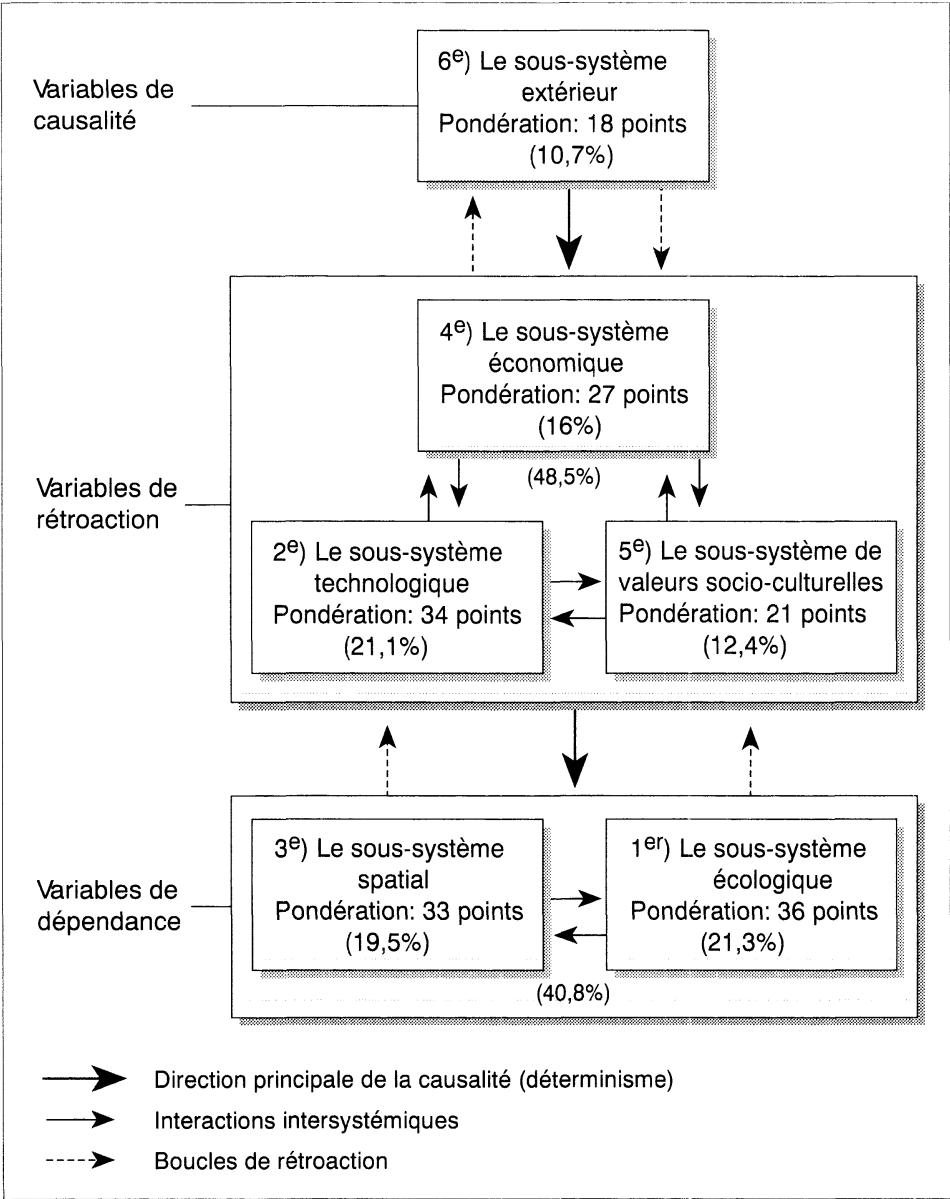 Variables de
causalité
6e) Le sous-système
extérieur
Pondération: 18 points
(10,7%)
Variables de
rétroaction
4e) Le sous-système
économique
Pondération: 27 points
(16%)
(48,5%)
2e) Le sous-système
technologique
Pondération: 34 points
(21,1%)
5e) Le sous-système de
valeurs socio-culturelles
Pondération: 21 points
(12,4%)
Variables de
dépendance
3e) Le sous-système
spatial
Pondération: 33 points
(19,5%)
1er) Le sous-système
écologique
Pondération: 36 points
(21,3%)
(40,8%)
Direction principale de la causalité (déterminisme)
Interactions intersystémiques
Boucles de rétroaction